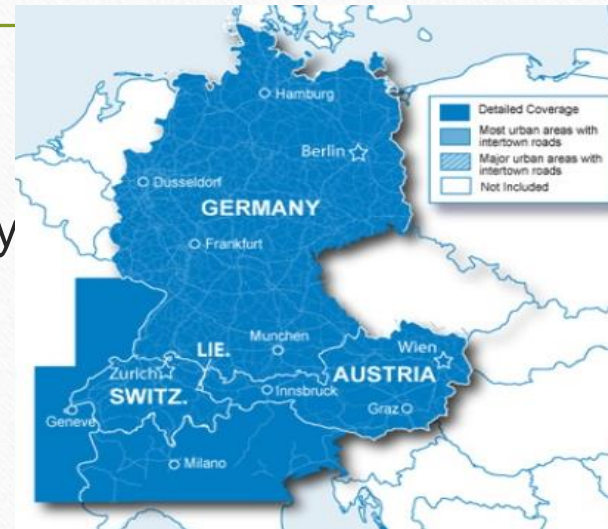 y
Hamburg
Berlin
Dusseldorf
GERMANY
Frankfurt
Munchen
LIE.
Zurich
SWITZ.
Wien
AUSTRIA
Innsbruck
Graz
Geneve
Milano
Detailed Coverage
Most urban areas with
intertown roads
Major urban areas with
intertown roads
Not Included